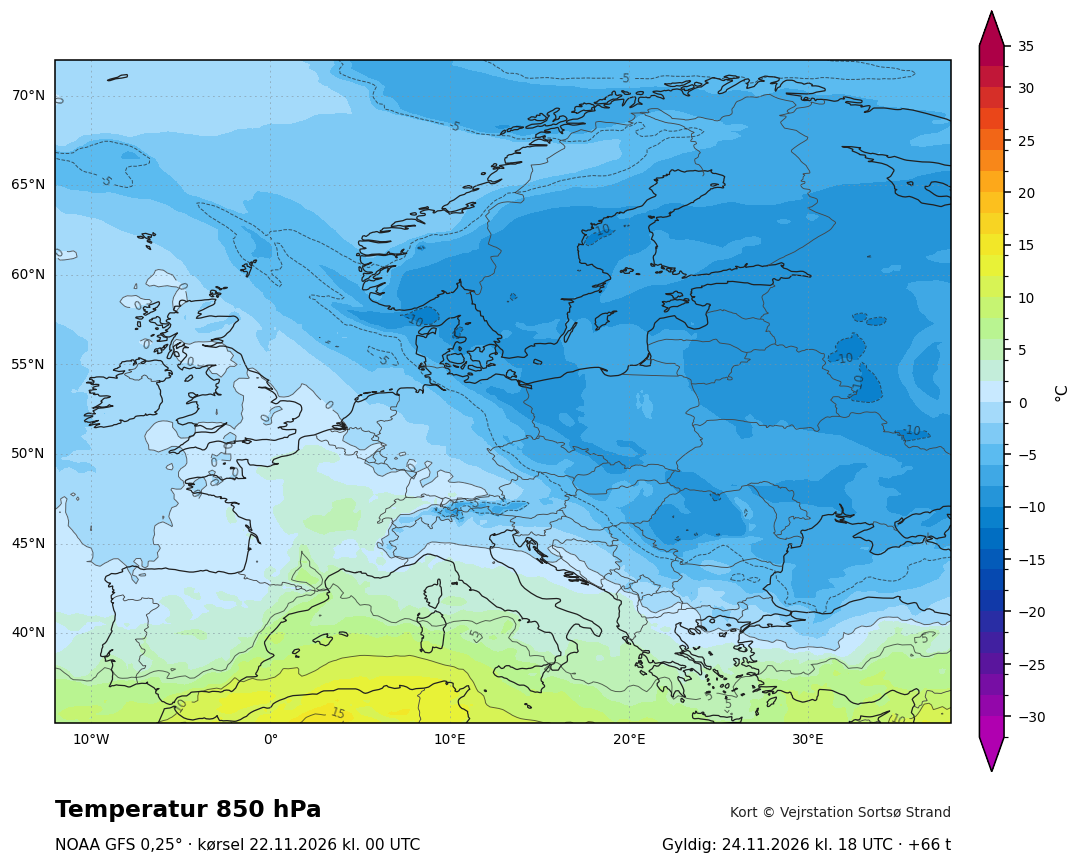 35
30
25
20
15
10
5
0
−5
−10
−15
−20
−25
−30
°C
70°N
65°N
60°N
55°N
50°N
45°N
40°N
10°W
0°
10°E
20°E
30°E
Temperatur 850 hPa
Kort © Vejrstation Sortsø Strand
NOAA GFS 0,25° · kørsel 22.11.2026 kl. 00 UTC
Gyldig: 24.11.2026 kl. 18 UTC · +66 t